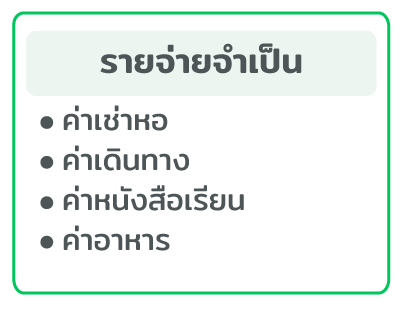 รายจ่ายจำเป็น
• ค่าเช่าหอ
• ค่าเดินทาง
• ค่าหนังสือเรียน
• ค่าอาหาร